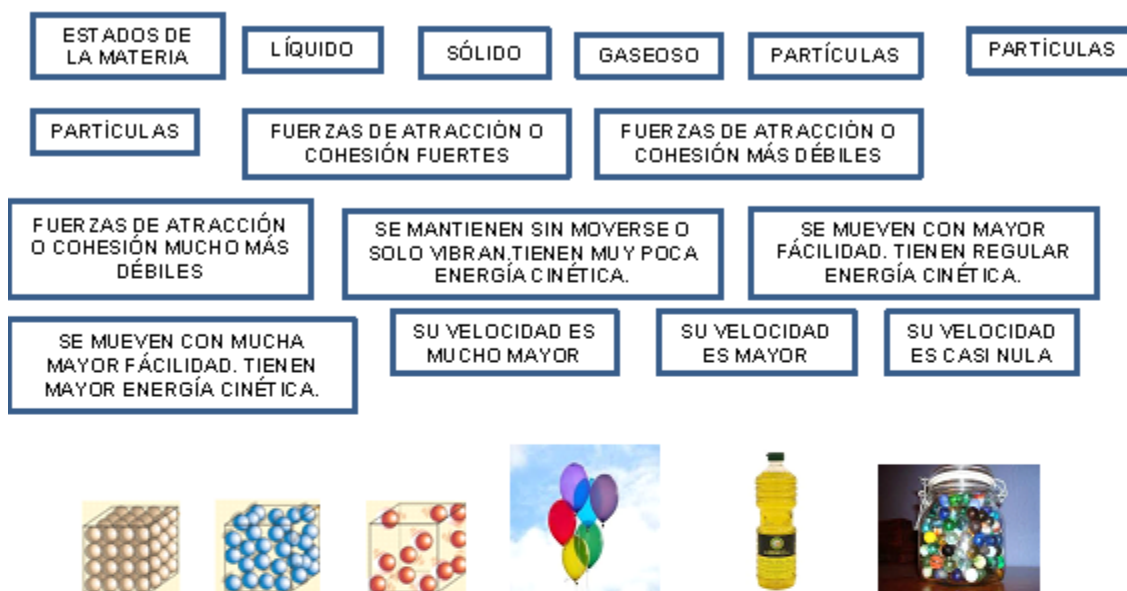 ESTADOS DE
LA MATERIA
LÍQUIDO
SÓLIDO
GASEOSO
PARTÍCULAS
PARTÍCULAS
PARTÍCULAS
FUERZAS DE ATRACCIÓN O
COHESIÓN FUERTES
FUERZAS DE ATRACCIÓN O
COHESIÓN MÁS DÉBILES
FUERZAS DE ATRACCIÓN
O COHESIÓN MUCHO MÁS
DÉBILES
SE MANTIENEN SIN MOVERSE O
SOLO VIBRAN.TIENEN MUY POCA
ENERGÍA CINÉTICA.
SE MUEVEN CON MAYOR
FÁCILIDAD. TIENEN REGULAR
ENERGÍA CINÉTICA.
SE MUEVEN CON MUCHA
MAYOR FÁCILIDAD. TIENEN
MAYOR ENERGÍA CINÉTICA.
SU VELOCIDAD ES
MUCHO MAYOR
SU VELOCIDAD
ES MAYOR
SU VELOCIDAD
ES CASI NULA